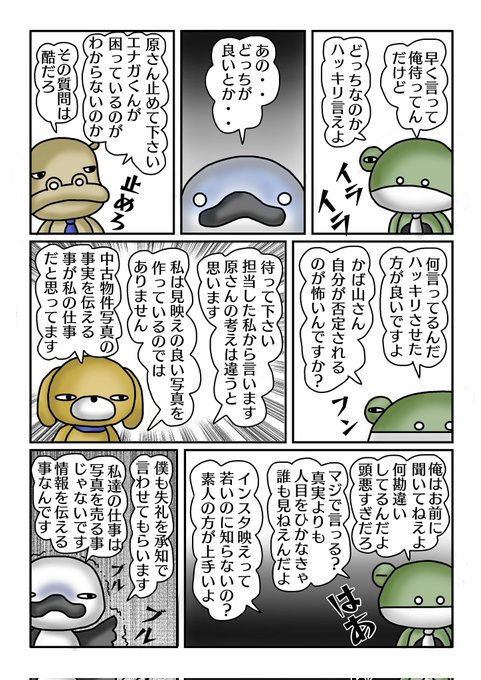 早く言って
俺待ってん
だけど
どっちなのか
ハッキリ言えよ
イラ
イラ
あの・・
どっちが
良いとか・・
原さん止めて下さい
エナガくんが
困っているのが
わからないのか
その質問は
酷だろ
止めろ
何言ってるんだ
ハッキリさせた
方が良いですよ
かば山さん
自分が否定される
のが怖いんですか?
フン
待って下さい
担当した私から言います
原さんの考えは違うと
思います
私は見映えの良い写真を
作っているのでは
ありません
中古物件写真の
事実を伝える
事が私の仕事
だと思ってます
俺はお前に
聞いてねえよ
何勘違い
してるんだよ
頭悪すぎだろ
マジで言ってる?
真実よりも
人目をひかなきゃ
誰も見ねえんだよ
インスタ映えって
若いのに知らないの?
素人の方が上手いよ
はあ
僕も失礼を承知で
言わせてもらいます
私達の仕事は
写真を売る事
じゃないです
情報を伝える
事なんです
ブル
ブル